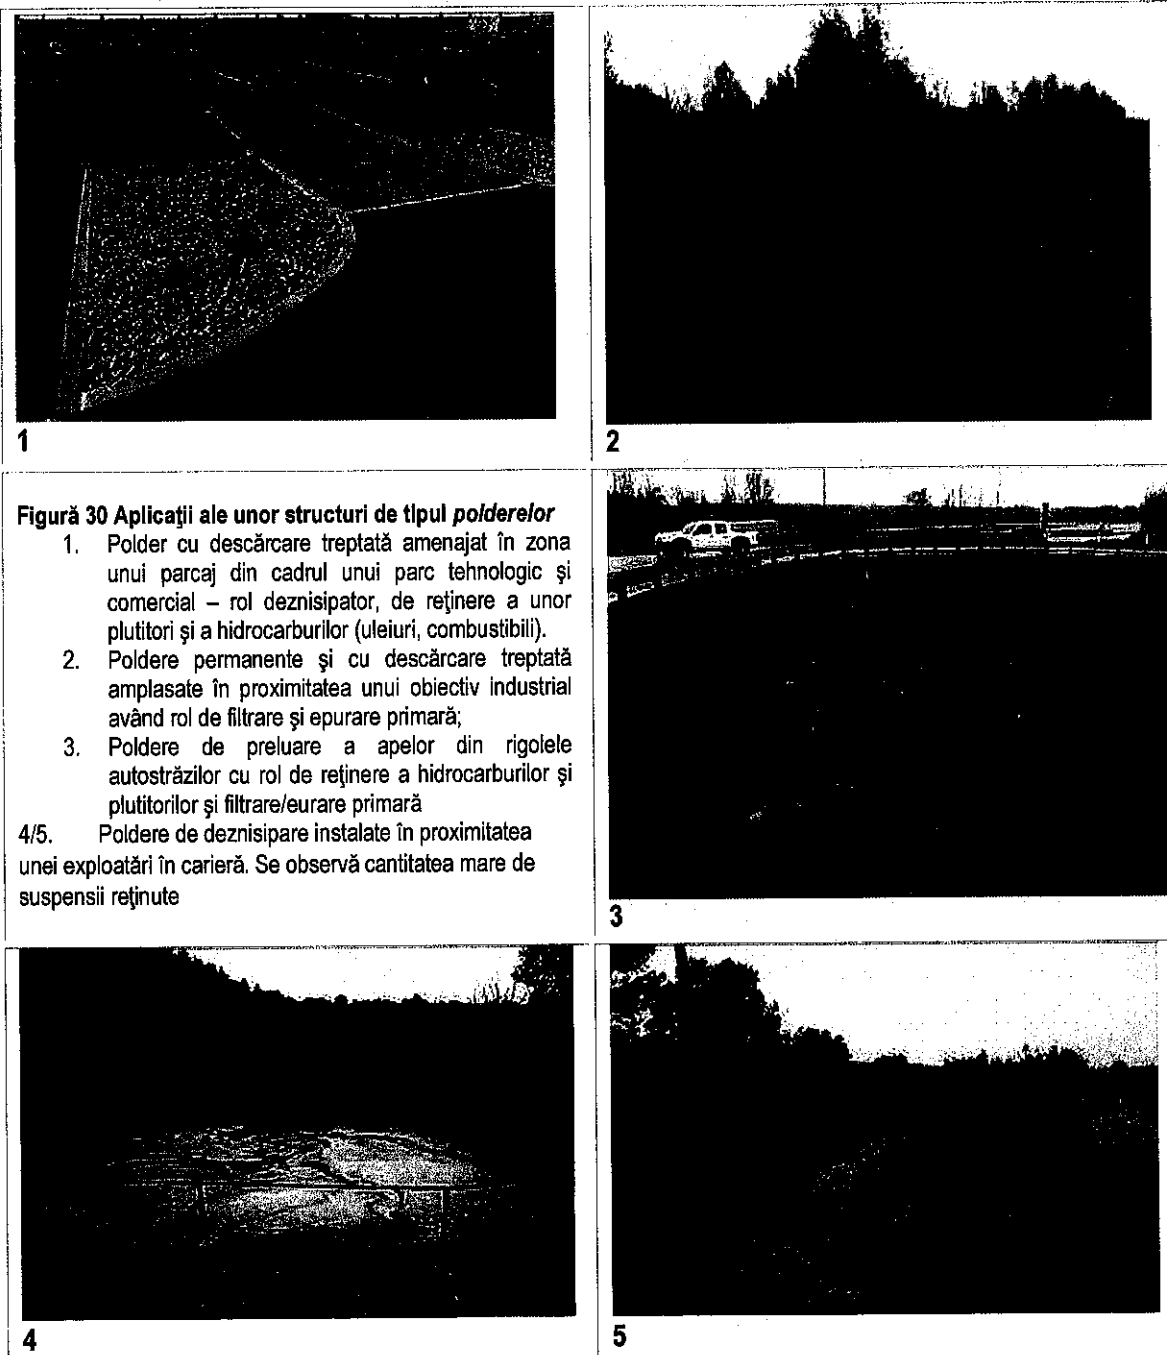 1
2
Figură 30 Aplicaţii ale unor structuri de tipul polderelor
1. Polder cu descărcare treptată amenajat în zona
unui parcaj din cadrul unui parc tehnologic şi
comercial – rol deznisipator, de reţinere a unor
plutitori şi a hidrocarburilor (uleiuri, combustibili).
2. Poldere permanente şi cu descărcare treptată
amplasate în proximitatea unui obiectiv industrial
având rol de filtrare şi epurare primară;
3. Poldere de preluare a apelor din rigolele
autostrăzilor cu rol de reţinere a hidrocarburilor şi
plutitorilor şi filtrare/eurare primară
4/5. Poldere de deznisipare instalate în proximitatea
unei exploatări în carieră. Se observă cantitatea mare de
suspensii reţinute
3
4
5